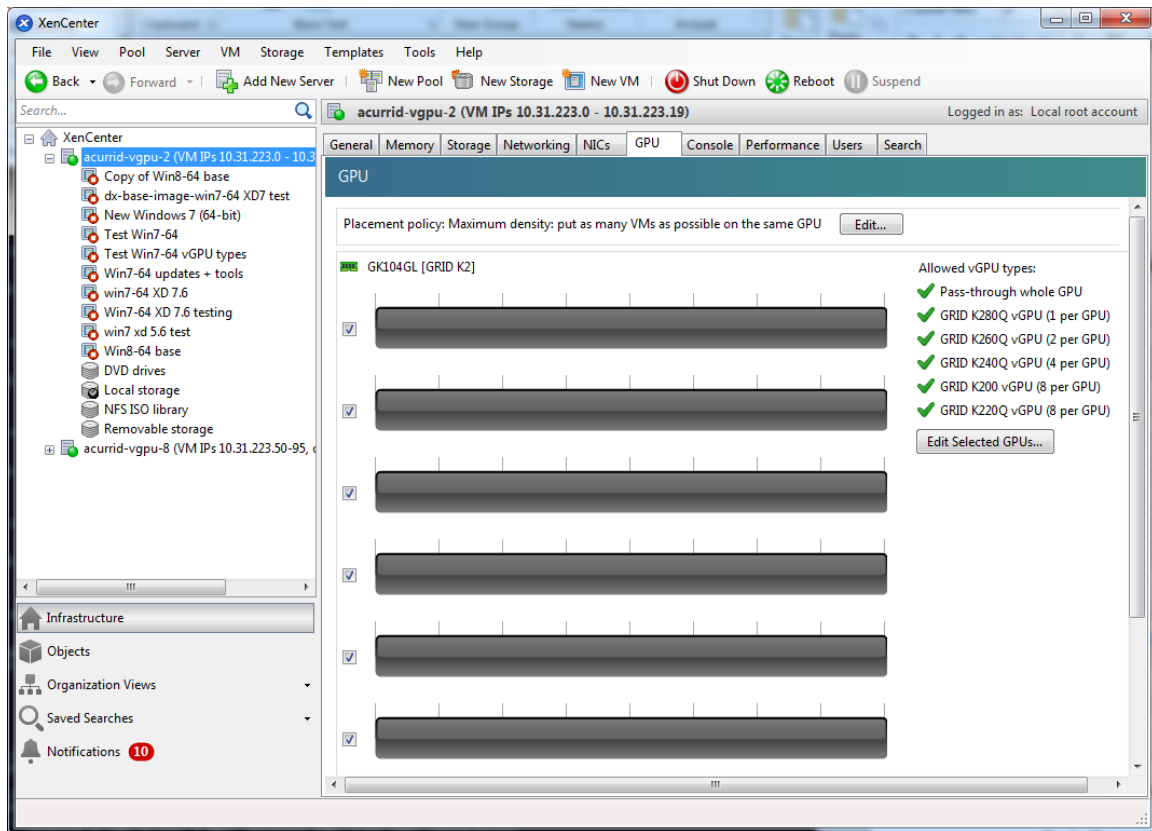 XenCenter
File View Pool Server VM Storage Templates Tools Help
Back Forward Add New Server New Pool New Storage New VM Shut Down Reboot Suspend
Search...
acurrid-vgpu-2 (VM IPs 10.31.223.0 - 10.31.223.19)
Logged in as: Local root account
XenCenter
acurrid-vgpu-2 (VM IPs 10.31.223.0 - 10.3
Copy of Win8-64 base
dx-base-image-win7-64 XD7 test
New Windows 7 (64-bit)
Test Win7-64
Test Win7-64 vGPU types
Win7-64 updates + tools
win7-64 XD 7.6
Win7-64 XD 7.6 testing
win7 xd 5.6 test
Win8-64 base
DVD drives
Local storage
NFS ISO library
Removable storage
acurrid-vgpu-8 (VM IPs 10.31.223.50-95,
Infrastructure
Objects
Organization Views
Saved Searches
Notifications 10
General Memory Storage Networking NICs GPU Console Performance Users Search
GPU
Placement policy: Maximum density: put as many VMs as possible on the same GPU Edit...
GK104GL [GRID K2]
Allowed vGPU types:
Pass-through whole GPU
GRID K280Q vGPU (1 per GPU)
GRID K260Q vGPU (2 per GPU)
GRID K240Q vGPU (4 per GPU)
GRID K200 vGPU (8 per GPU)
GRID K220Q vGPU (8 per GPU)
Edit Selected GPUs...